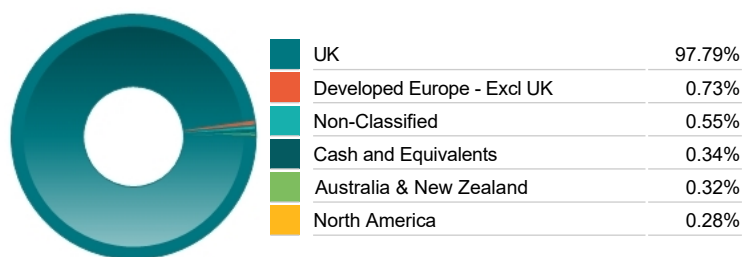 UK 97.79%
Developed Europe - Excl UK 0.73%
Non-Classified 0.55%
Cash and Equivalents 0.34%
Australia & New Zealand 0.32%
North America 0.28%